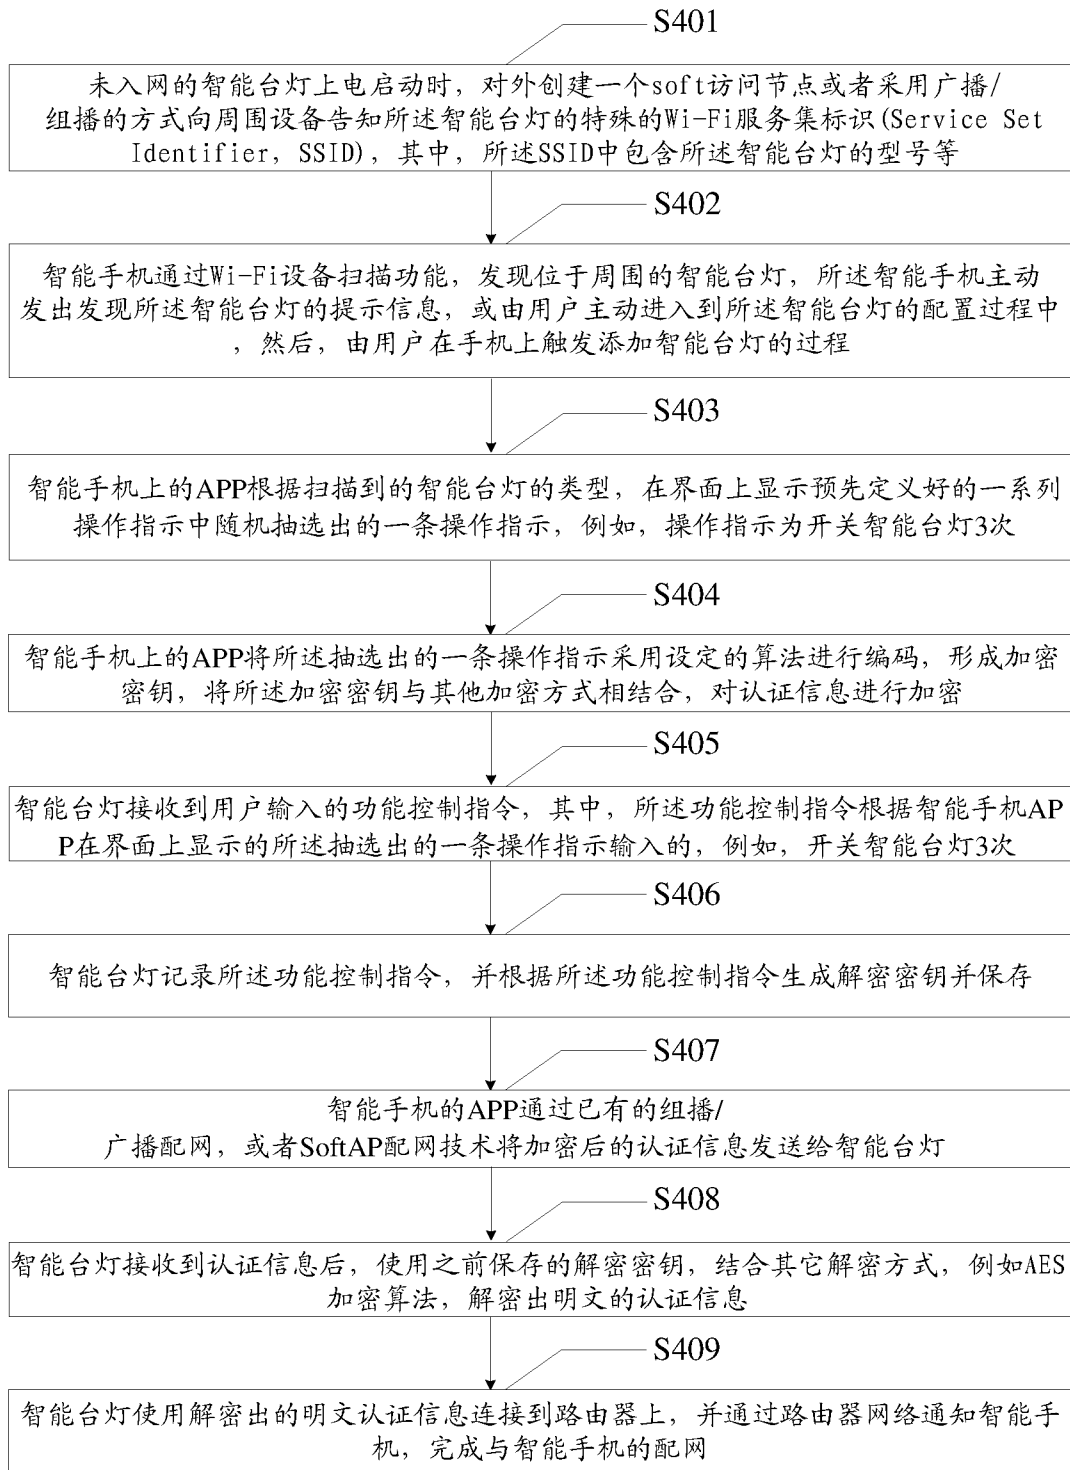 S401
未入网的智能台灯上电启动时，对外创建一个soft访问节点或者采用广播/
组播的方式向周围设备告知所述智能台灯的特殊的Wi-Fi服务集标识(Service Set
Identifier, SSID)，其中，所述SSID中包含所述智能台灯的型号等
S402
智能手机通过Wi-Fi设备扫描功能，发现位于周围的智能台灯，所述智能手机主动
发出发现所述智能台灯的提示信息，或由用户主动进入到所述智能台灯的配置过程中
，然后，由用户在手机上触发添加智能台灯的过程
S403
智能手机上的APP根据扫描到的智能台灯的类型，在界面上显示预先定义好的一系列
操作指示中随机抽选出的一条操作指示，例如，操作指示为开关智能台灯3次
S404
智能手机上的APP将所述抽选出的一条操作指示采用设定的算法进行编码，形成加密
密钥，将所述加密密钥与其他加密方式相结合，对认证信息进行加密
S405
智能台灯接收到用户输入的功能控制指令，其中，所述功能控制指令根据智能手机AP
P在界面上显示的所述抽选出的一条操作指示输入的，例如，开关智能台灯3次
S406
智能台灯记录所述功能控制指令，并根据所述功能控制指令生成解密密钥并保存
S407
智能手机的APP通过已有的组播/
广播配网，或者SoftAP配网技术将加密后的认证信息发送给智能台灯
S408
智能台灯接收到认证信息后，使用之前保存的解密密钥，结合其它解密方式，例如AES
加密算法，解密出明文的认证信息
S409
智能台灯使用解密出的明文认证信息连接到路由器上，并通过路由器网络通知智能手
机，完成与智能手机的配网